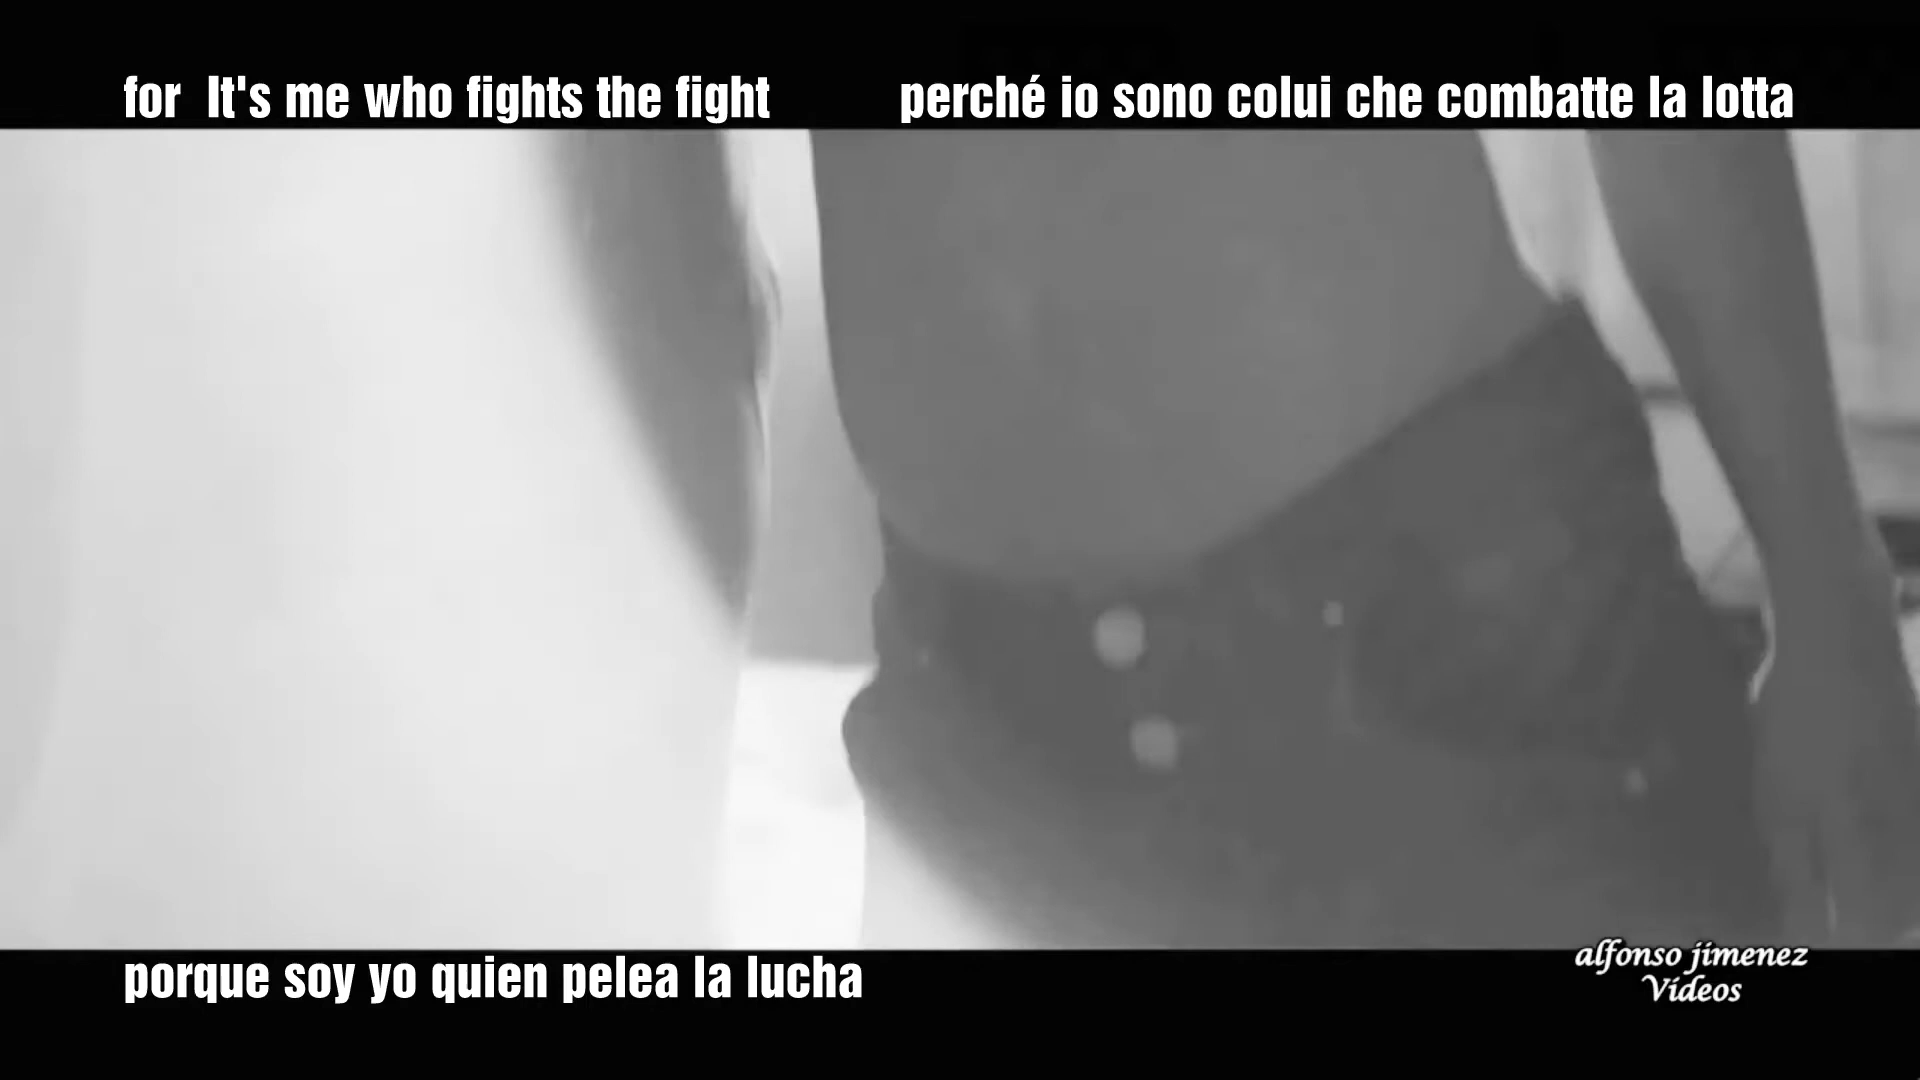 for It's me who fights the fight
perché io sono colui che combatte la lotta
porque soy yo quien pelea la lucha
alfonso jimenez
Vídeos